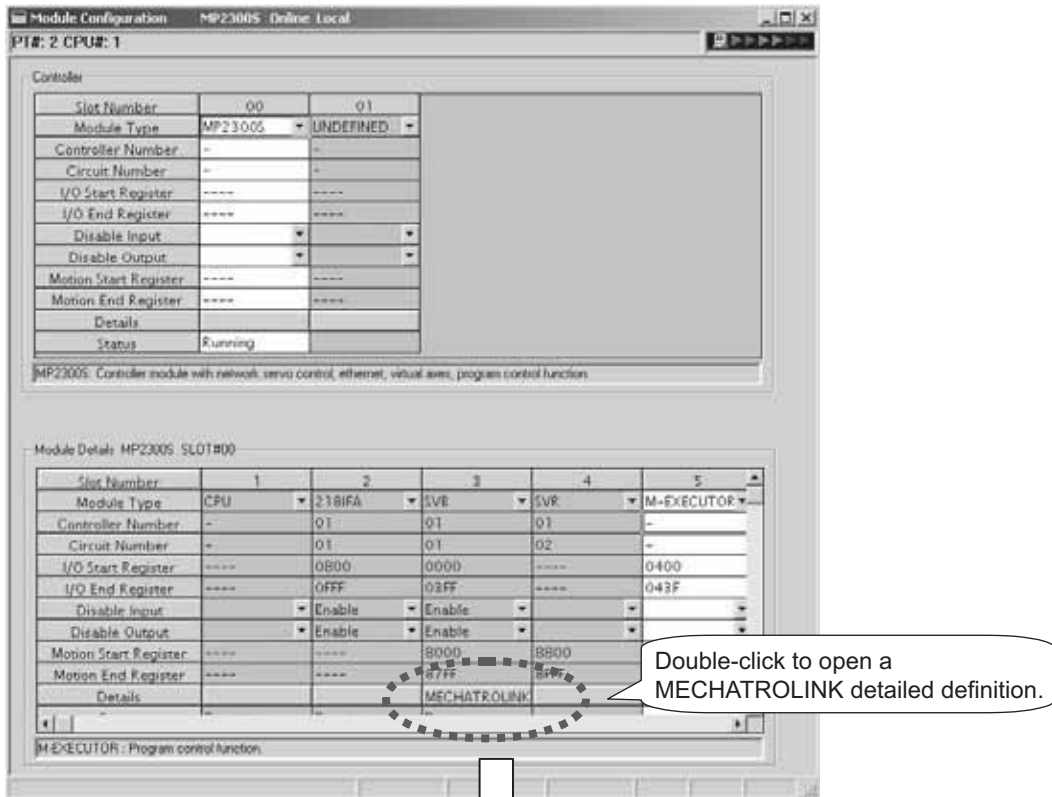 Module Configuration MP2300S Online Local
PT#: 2 CPU#: 1
Controller
Slot Number 00 01
Module Type MP2300S UNDEFINED
Controller Number - -
Circuit Number - -
I/O Start Register ---- ----
I/O End Register ---- ----
Disable Input
Disable Output
Motion Start Register ---- ----
Motion End Register ---- ----
Details
Status Running
MP2300S: Controller module with network servo control, ethernet, virtual axes, program control function
Module Details MP2300S SLOT#00
Slot Number 1 2 3 4 5
Module Type CPU 218IFA SVB SVR M-EXECUTOR
Controller Number - 01 01 01 -
Circuit Number - 01 01 02 -
I/O Start Register ---- 0800 0000 ---- 0400
I/O End Register ---- 0FFF 03FF ---- 043F
Disable Input Enable Enable
Disable Output Enable Enable
Motion Start Register ---- ---- 8000 8800
Motion End Register ---- ---- 87FF
Details MECHATROLINK
M-EXECUTOR : Program control function.
Double-click to open a
MECHATROLINK detailed definition.